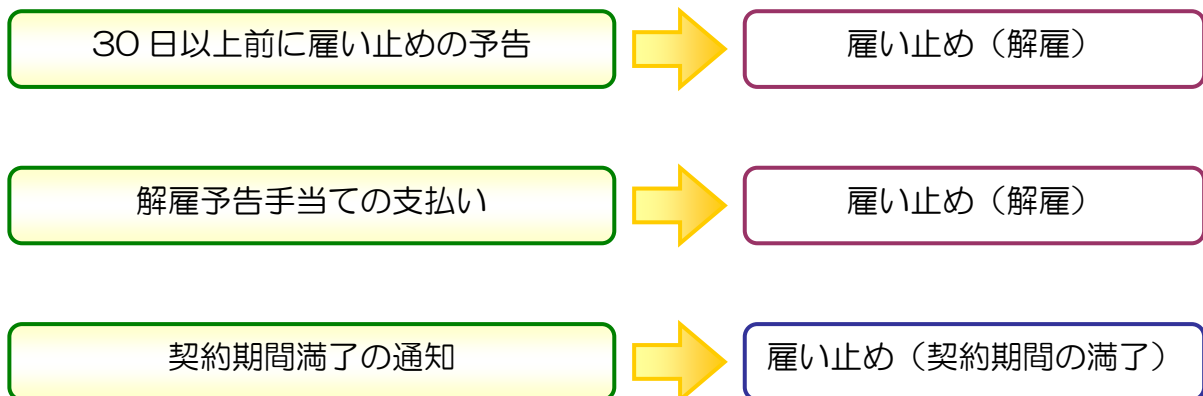 30日以上前に雇い止めの予告
雇い止め（解雇）
解雇予告手当ての支払い
雇い止め（解雇）
契約期間満了の通知
雇い止め（契約期間の満了）